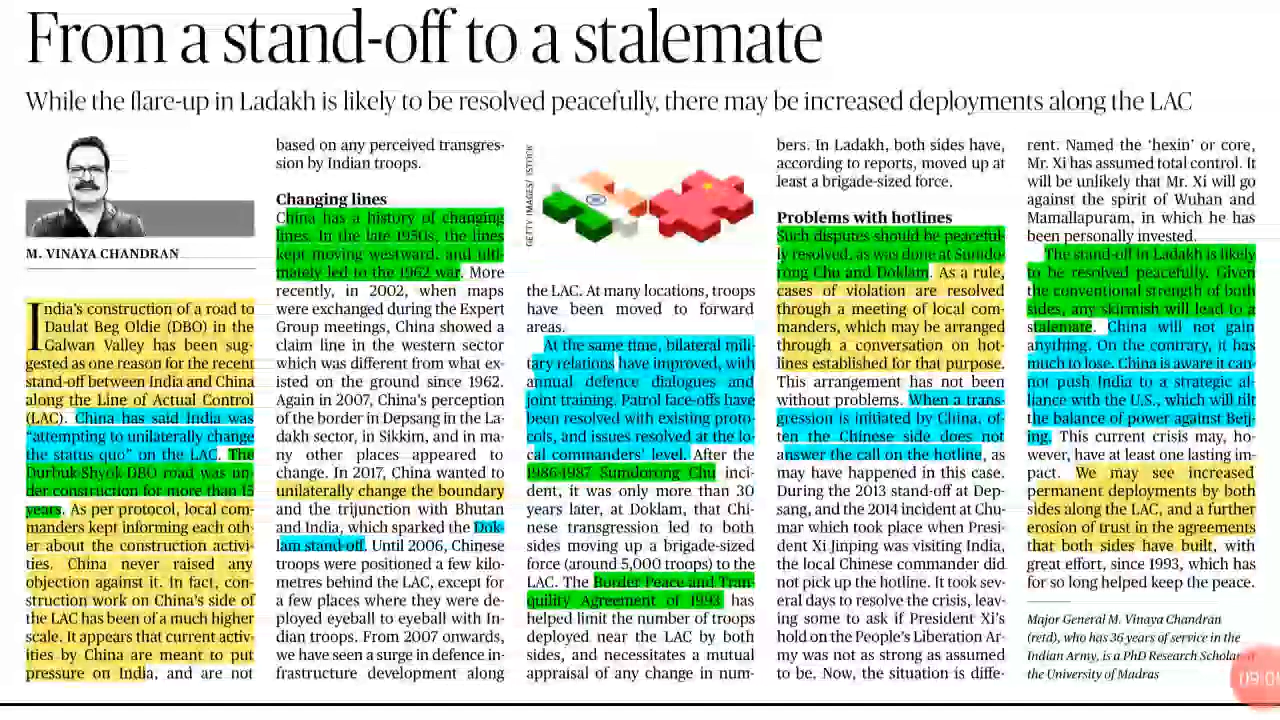 From a stand-off to a stalemate
While the flare-up in Ladakh is likely to be resolved peacefully, there may be increased deployments along the LAC
M. VINAYA CHANDRAN
India's construction of a road to
Daulat Beg Oldie (DBO) in the
Galwan Valley has been sug-
gested as one reason for the recent
stand-off between India and China
along the Line of Actual Control
(LAC). China has said India was
"attempting to unilaterally change
the status quo" on the LAC. The
Durbuk-Shyok-DBO road was un-
der construction for more than 15
years. As per protocol, local com-
manders kept informing each oth-
er about the construction activi-
ties. China never raised any
objection against it. In fact, con-
struction work on China's side of
the LAC has been of a much higher
scale. It appears that current activ-
ities by China are meant to put
pressure on India, and are not
based on any perceived transgres-
sion by Indian troops.
Changing lines
China has a history of changing
lines. In the late 1950s, the lines
kept moving westward, and ulti-
mately led to the 1962 war. More
recently, in 2002, when maps
were exchanged during the Expert
Group meetings, China showed a
claim line in the western sector
which was different from what ex-
isted on the ground since 1962.
Again in 2007, China's perception
of the border in Depsang in the La-
dakh sector, in Sikkim, and in ma-
ny other places appeared to
change. In 2017, China wanted to
unilaterally change the boundary
and the trijunction with Bhutan
and India, which sparked the Dok-
lam stand-off. Until 2006, Chinese
troops were positioned a few kilo-
metres behind the LAC, except for
a few places where they were de-
ployed eyeball to eyeball with In-
dian troops. From 2007 onwards,
we have seen a surge in defence in-
frastructure development along
GETTY IMAGES/ ISTOCK
the LAC. At many locations, troops
have been moved to forward
areas.
At the same time, bilateral mili-
tary relations have improved, with
annual defence dialogues and
joint training. Patrol face-offs have
been resolved with existing proto-
cols, and issues resolved at the lo-
cal commanders' level. After the
1986-1987 Sumdorong Chu inci-
dent, it was only more than 30
years later, at Doklam, that Chi-
nese transgression led to both
sides moving up a brigade-sized
force (around 5,000 troops) to the
LAC. The Border Peace and Tran-
quility Agreement of 1993 has
helped limit the number of troops
deployed near the LAC by both
sides, and necessitates a mutual
appraisal of any change in num-
bers. In Ladakh, both sides have,
according to reports, moved up at
least a brigade-sized force.
Problems with hotlines
Such disputes should be peaceful-
ly resolved, as was done at Sumdo-
rong Chu and Doklam. As a rule,
cases of violation are resolved
through a meeting of local com-
manders, which may be arranged
through a conversation on hot-
lines established for that purpose.
This arrangement has not been
without problems. When a trans-
gression is initiated by China, of-
ten the Chinese side does not
answer the call on the hotline, as
may have happened in this case.
During the 2013 stand-off at Dep-
sang, and the 2014 incident at Chu-
mar which took place when Presi-
dent Xi Jinping was visiting India,
the local Chinese commander did
not pick up the hotline. It took sev-
eral days to resolve the crisis, leav-
ing some to ask if President Xi's
hold on the People's Liberation Ar-
my was not as strong as assumed
to be. Now, the situation is diffe-
rent. Named the 'hexin' or core,
Mr. Xi has assumed total control. It
will be unlikely that Mr. Xi will go
against the spirit of Wuhan and
Mamallapuram, in which he has
been personally invested.
The stand-off in Ladakh is likely
to be resolved peacefully. Given
the conventional strength of both
sides, any skirmish will lead to a
stalemate. China will not gain
anything. On the contrary, it has
much to lose. China is aware it can-
not push India to a strategic al-
liance with the U.S., which will tilt
the balance of power against Beij-
ing. This current crisis may, ho-
wever, have at least one lasting im-
pact. We may see increased
permanent deployments by both
sides along the LAC, and a further
erosion of trust in the agreements
that both sides have built, with
great effort, since 1993, which has
for so long helped keep the peace.
Major General M. Vinaya Chandran
(retd), who has 36 years of service in the
Indian Army, is a PhD Research Scholar at
the University of Madras